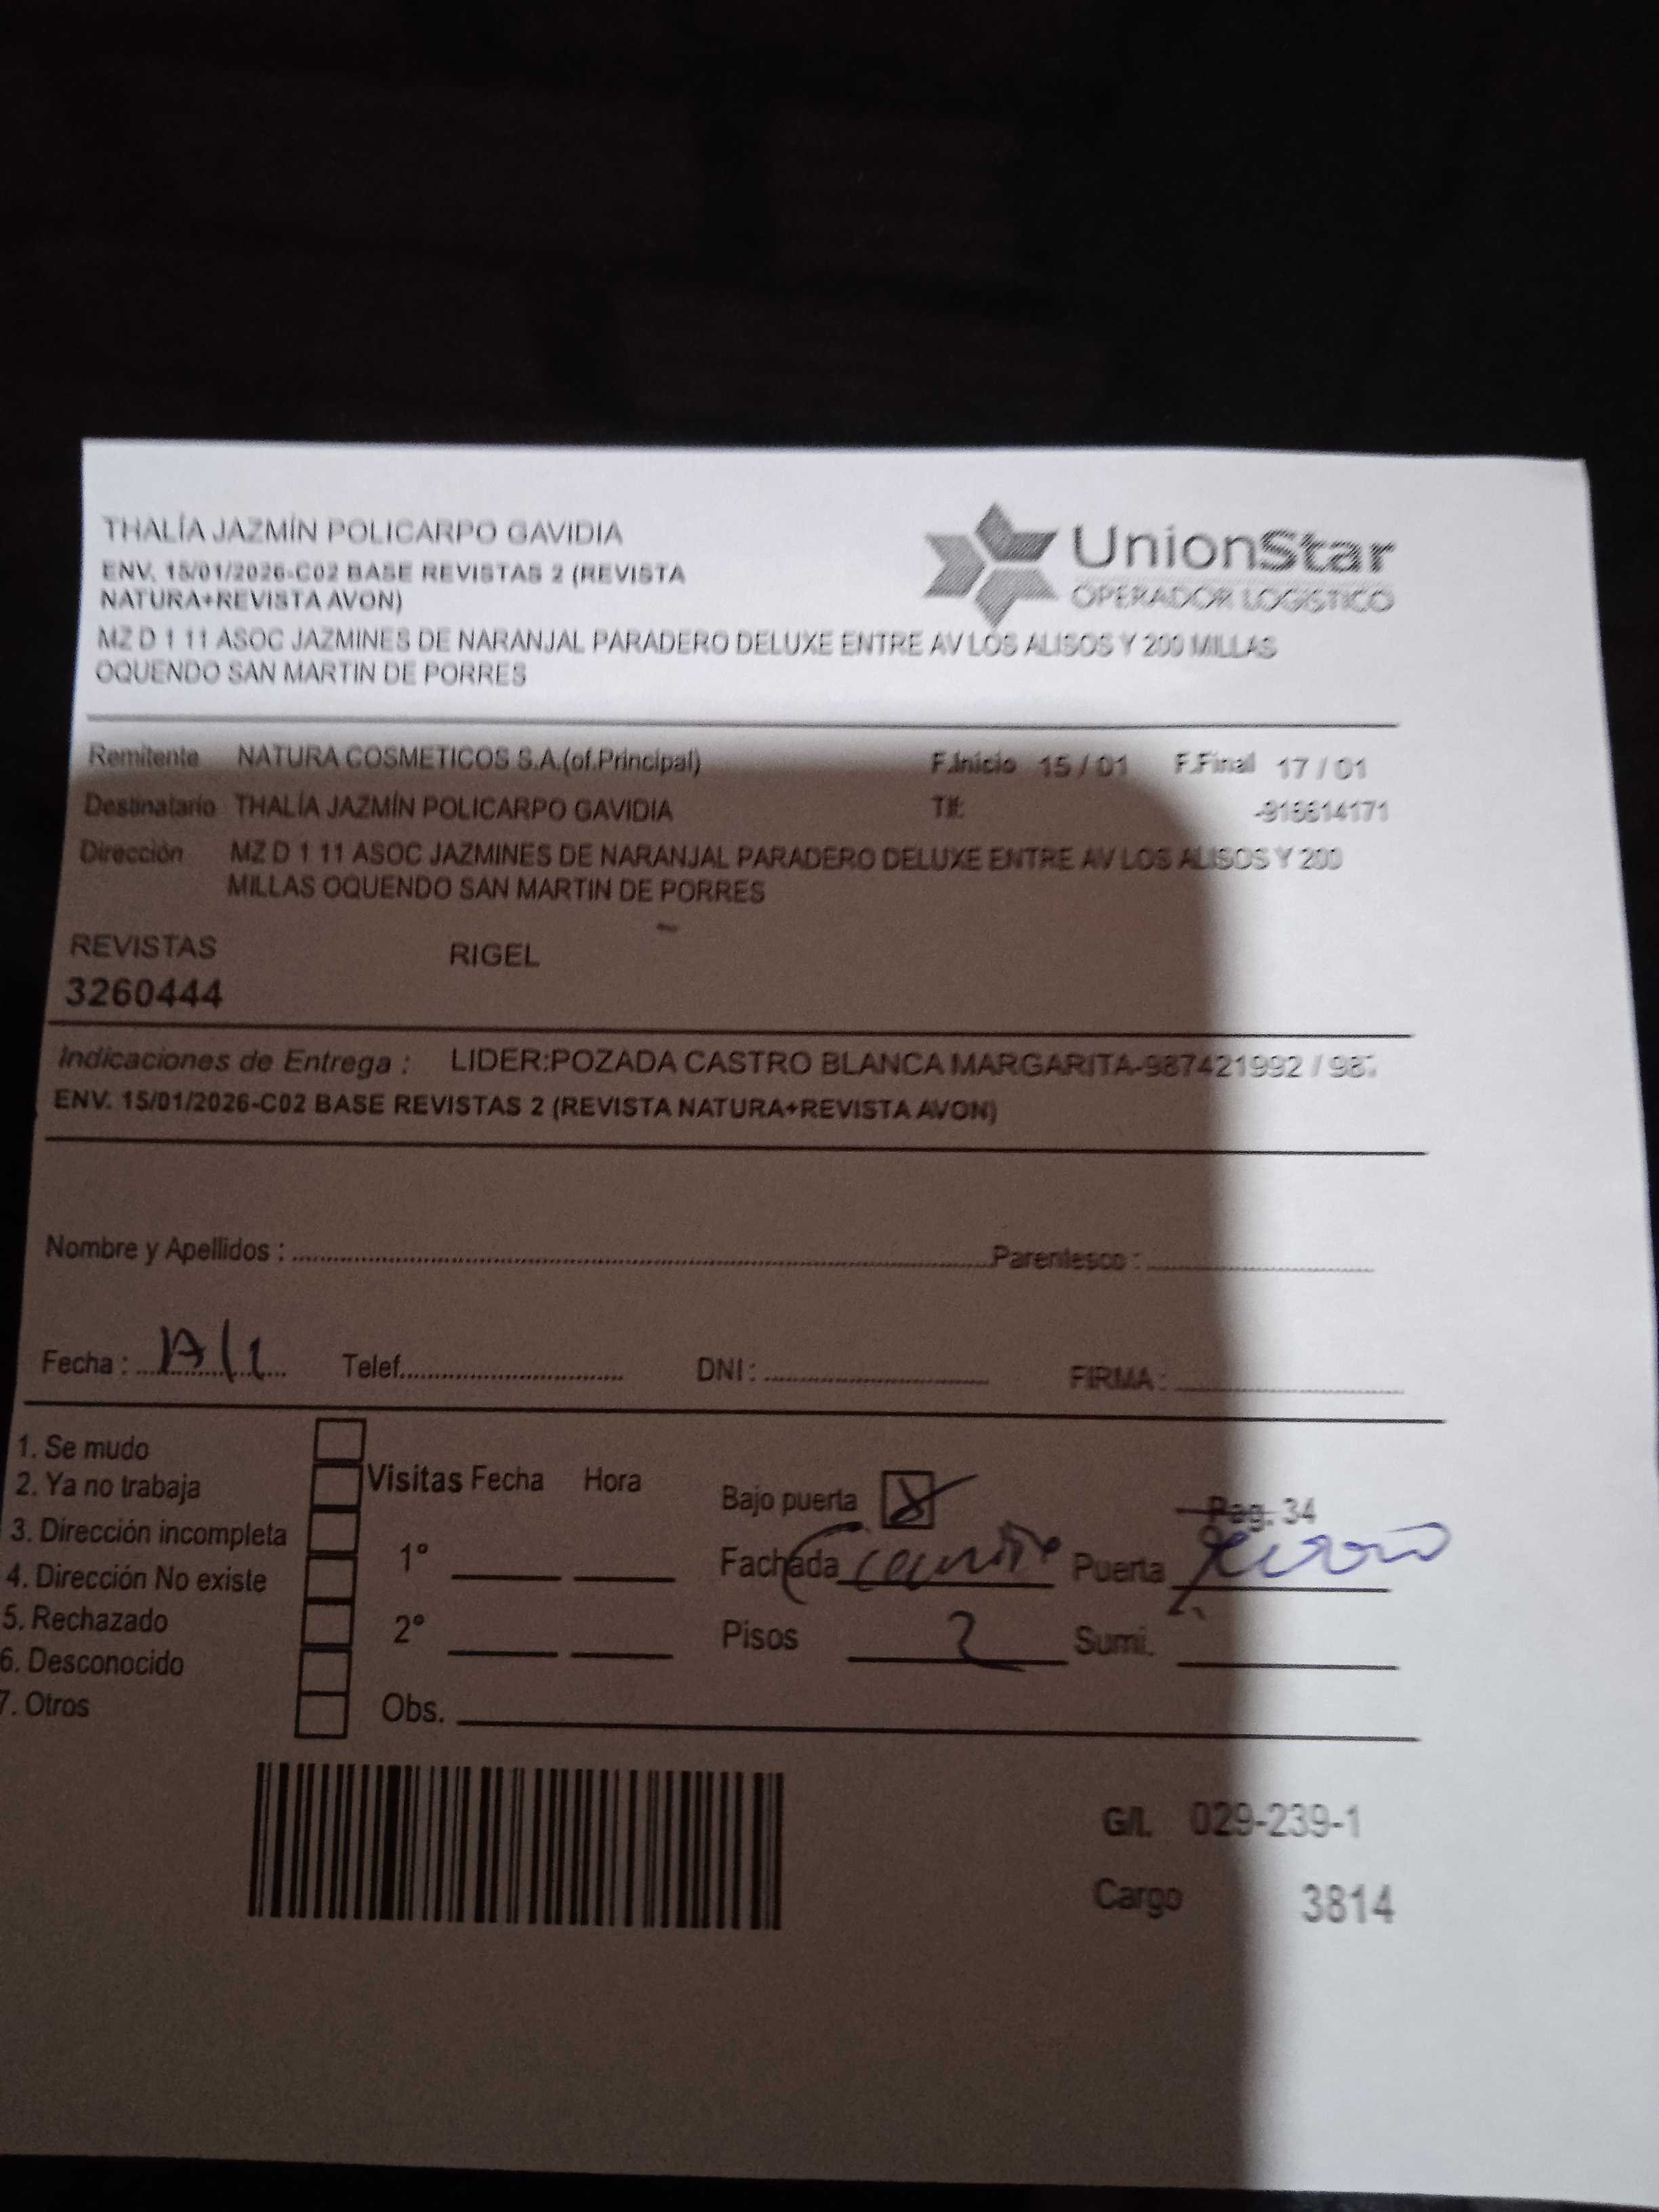 THALÍA JAZMÍN POLICARPO GAVIDIA
ENV. 15/01/2026-C02 BASE REVISTAS 2 (REVISTA
NATURA+REVISTA AVON)
UnionStar
OPERADOR LOGISTICO
MZ D 1 11 ASOC JAZMINES DE NARANJAL PARADERO DELUXE ENTRE AV LOS ALISOS Y 200 MILLAS
OQUENDO SAN MARTIN DE PORRES
Remitente NATURA COSMETICOS S.A.(of.Principal) F.Inicio 15 / 01 F.Final 17 / 01
Destinatario THALÍA JAZMÍN POLICARPO GAVIDIA Tlf: -916614171
Dirección MZ D 1 11 ASOC JAZMINES DE NARANJAL PARADERO DELUXE ENTRE AV LOS ALISOS Y 200
MILLAS OQUENDO SAN MARTIN DE PORRES
REVISTAS RIGEL
3260444
Indicaciones de Entrega : LIDER:POZADA CASTRO BLANCA MARGARITA-987421992 / 987
ENV. 15/01/2026-C02 BASE REVISTAS 2 (REVISTA NATURA+REVISTA AVON)
Nombre y Apellidos : Parentesco :
Fecha : Telef. DNI : FIRMA :
1. Se mudo
2. Ya no trabaja
3. Dirección incompleta
4. Dirección No existe
5. Rechazado
6. Desconocido
7. Otros
Visitas Fecha Hora
1°
2°
Obs.
Bajo puerta X Pag. 34
Fachada Puerta
Pisos 2 Sumi.
G/L 029-239-1
Cargo 3814